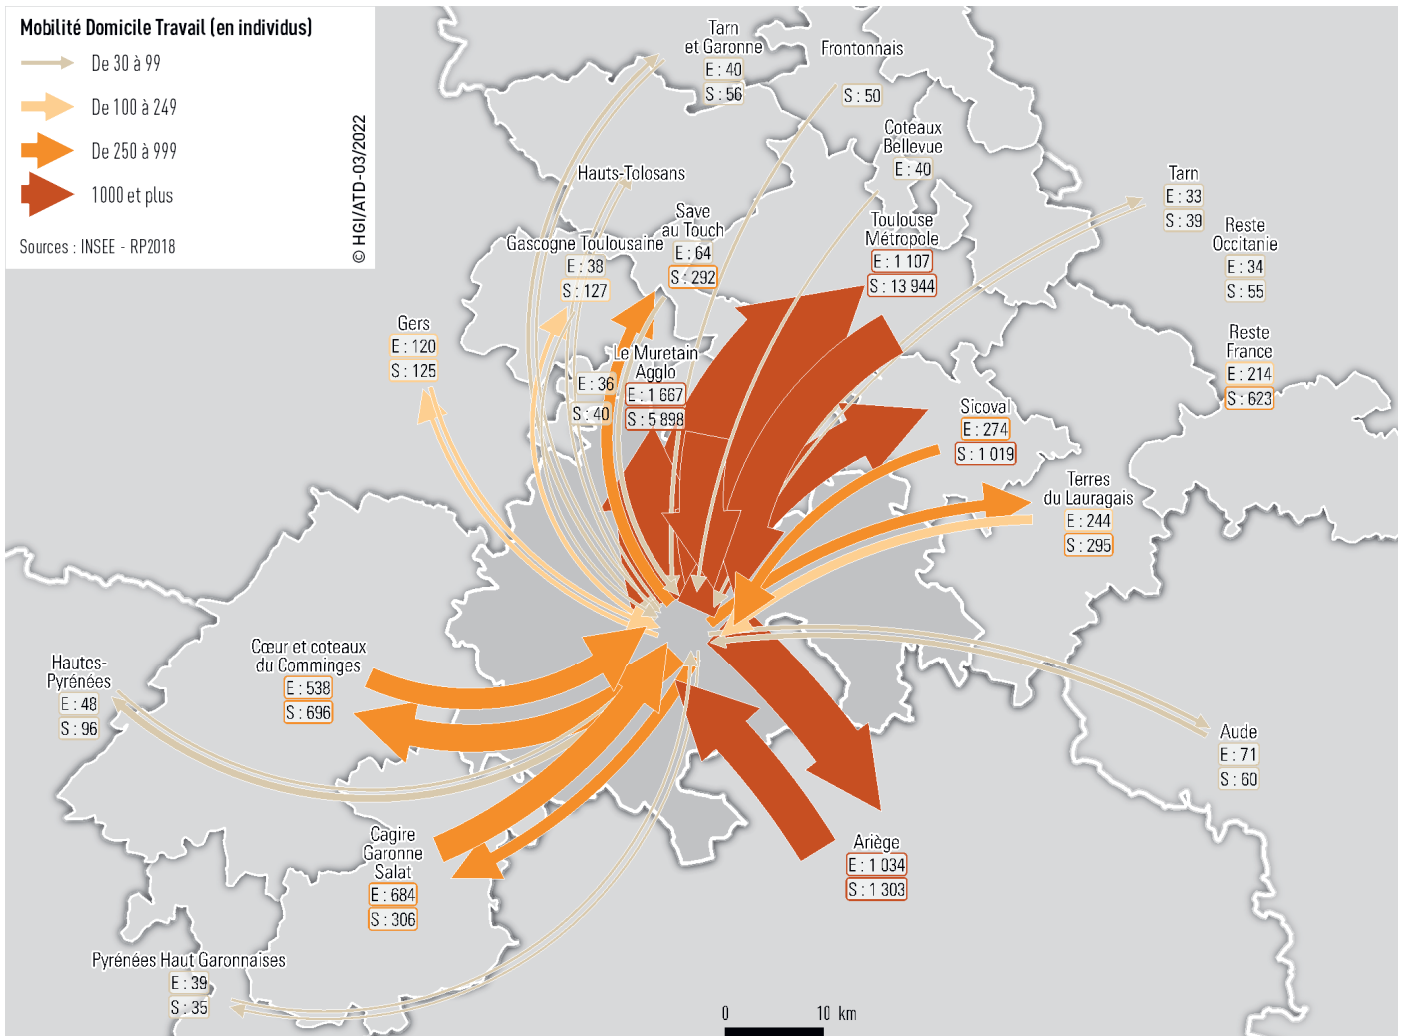 Mobilité Domicile Travail (en individus)
De 30 à 99
De 100 à 249
De 250 à 999
1000 et plus
Sources : INSEE - RP2018
© HGI/ATD-03/2022
Tarn
et Garonne
E : 40
S : 56
Frontonnais
S : 50
Coteaux
Bellevue
E : 40
Hauts-Tolosans
E : 36
S : 40
Tarn
E : 33
S : 39
Reste
Occitanie
E : 34
S : 55
Save
au Touch
E : 64
S : 292
Toulouse
Métropole
E : 1 107
S : 13 944
Gascogne Toulousaine
E : 38
S : 127
Gers
E : 120
S : 125
Le Muretain
Agglo
E : 1 667
S : 5 898
Reste
France
E : 214
S : 623
Sicoval
E : 274
S : 1 019
Terres
du Lauragais
E : 244
S : 295
Cœur et coteaux
du Comminges
E : 538
S : 696
Hautes-
Pyrénées
E : 48
S : 96
Aude
E : 71
S : 60
Cagire
Garonne
Salat
E : 684
S : 306
Ariège
E : 1 034
S : 1 303
Pyrénées Haut Garonnaises
E : 39
S : 35
0 10 km